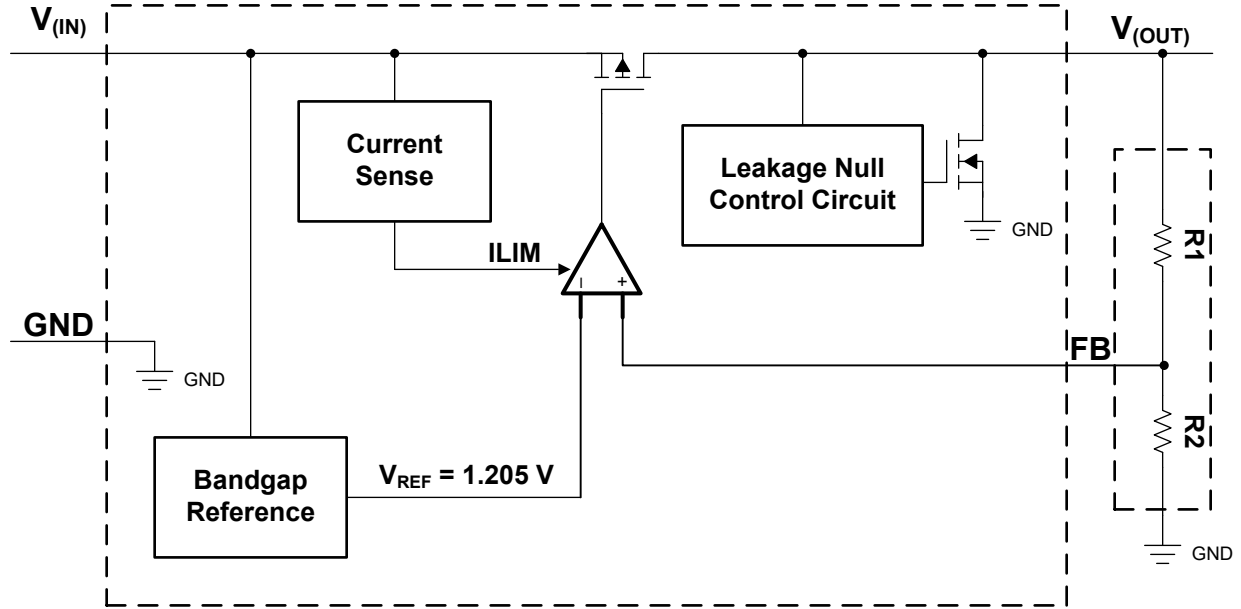 V(IN)
V(OUT)
Current
Sense
Leakage Null
Control Circuit
GND
R1
ILIM
- +
GND
GND
FB
R2
Bandgap
Reference
VREF = 1.205 V
GND